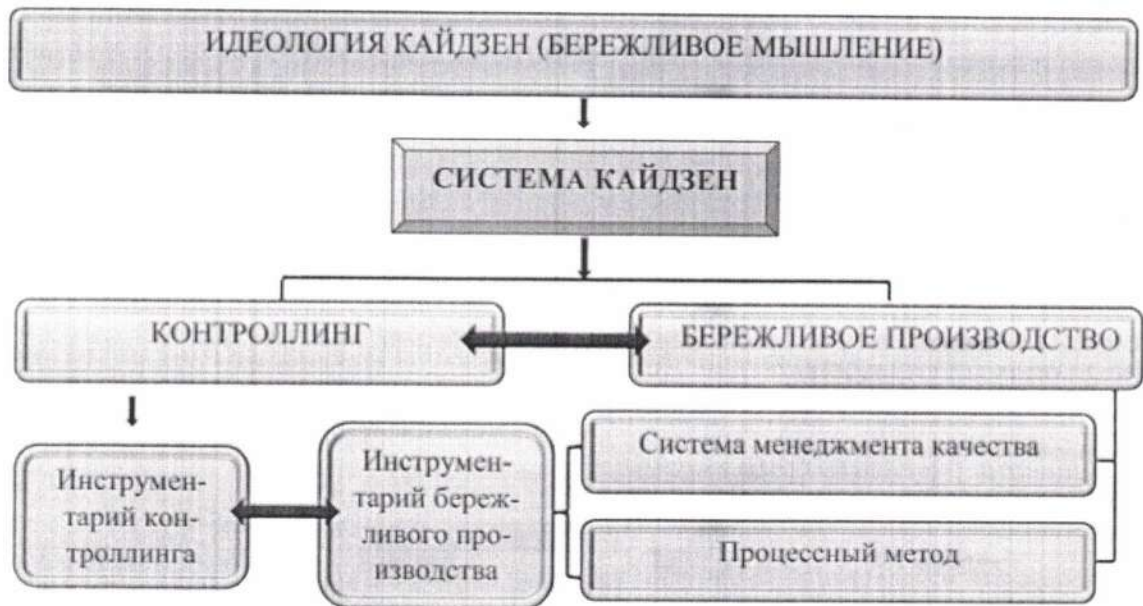 ИДЕОЛОГИЯ КАЙДЗЕН (БЕРЕЖЛИВОЕ МЫШЛЕНИЕ)
СИСТЕМА КАЙДЗЕН
КОНТРОЛЛИНГ
БЕРЕЖЛИВОЕ ПРОИЗВОДСТВО
Инструмен-
тарий кон-
троллинга
Инструмен-
тарий береж-
ливого про-
изводства
Система менеджмента качества
Процессный метод